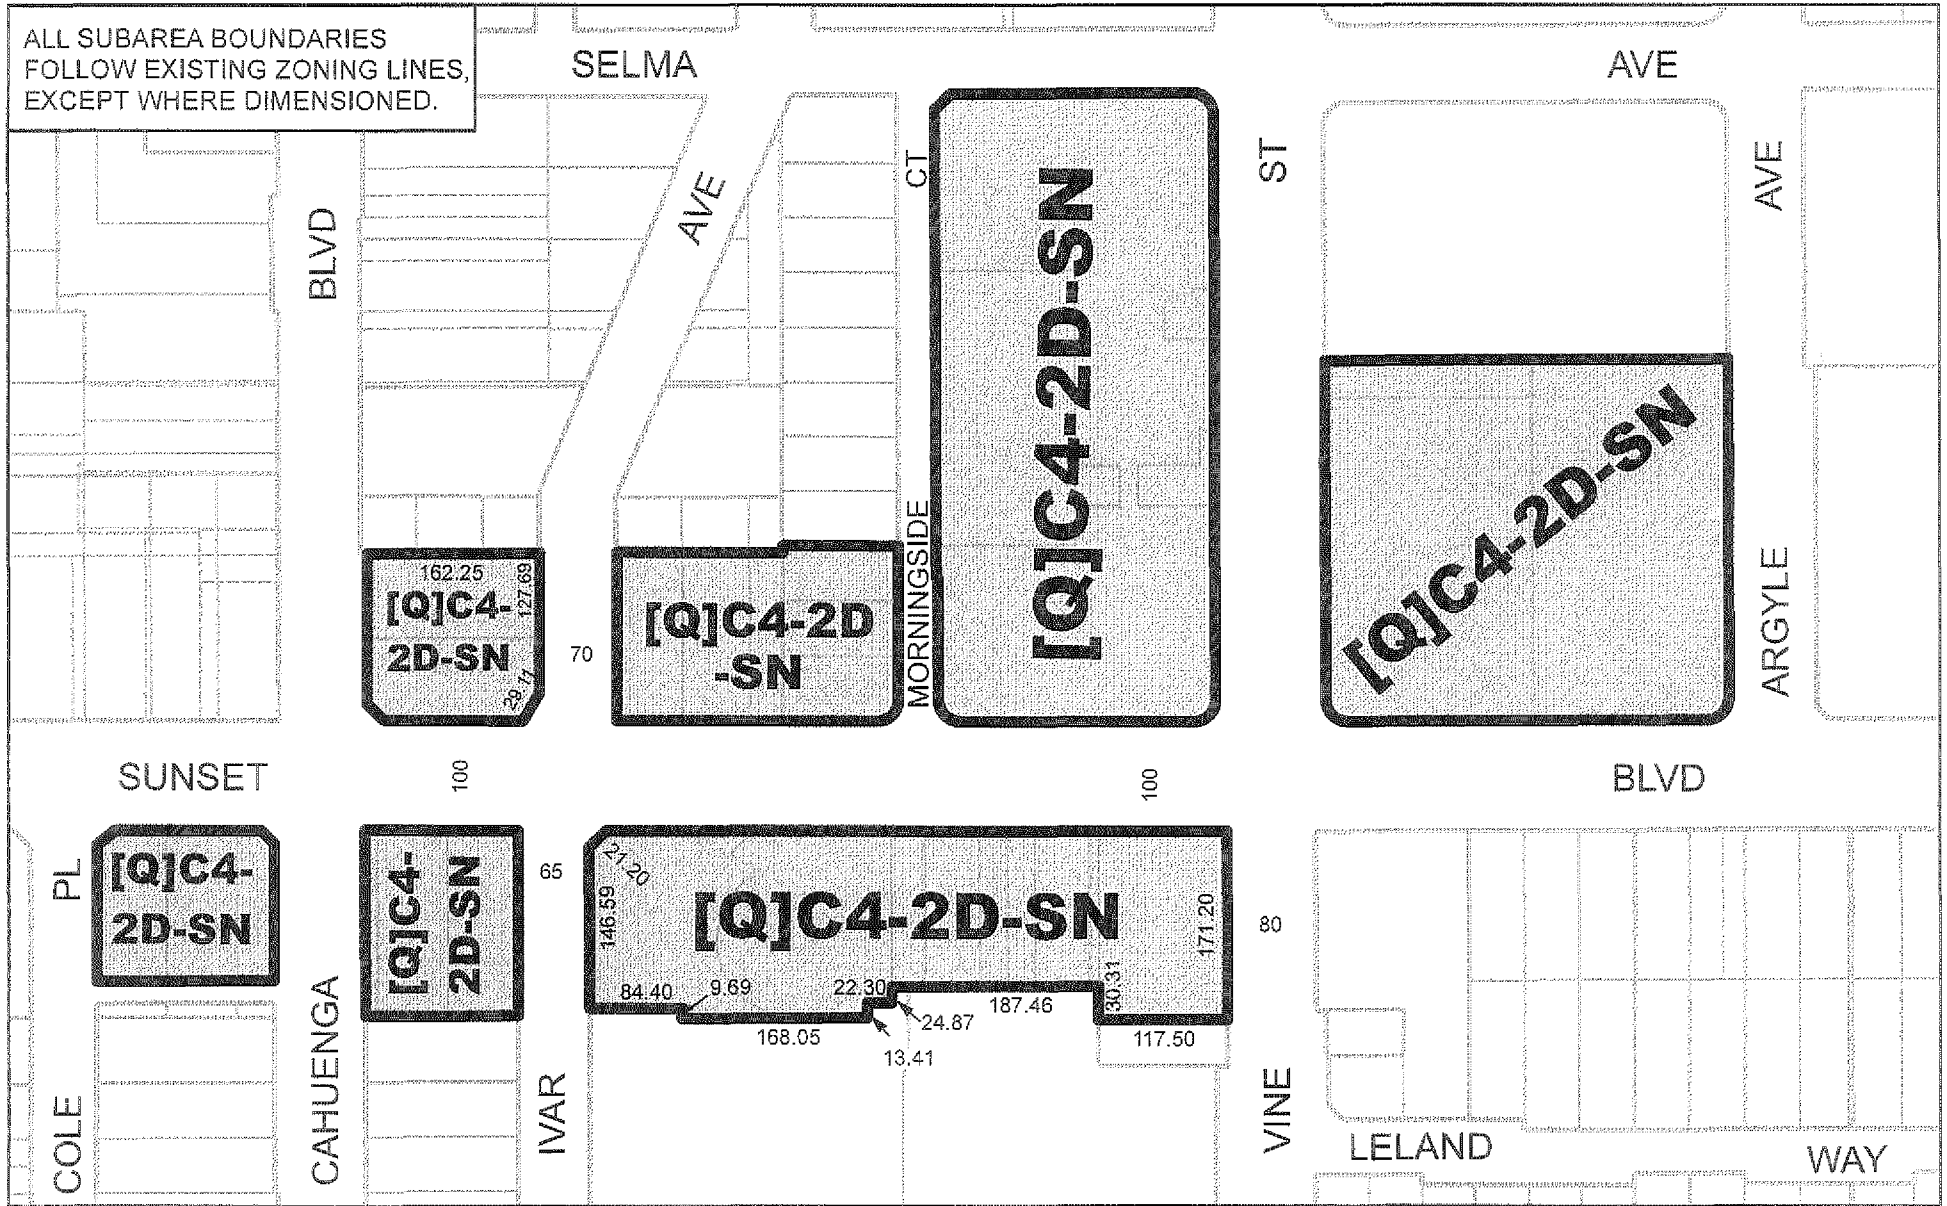 ALL SUBAREA BOUNDARIES
FOLLOW EXISTING ZONING LINES,
EXCEPT WHERE DIMENSIONED.
SELMA
AVE
BLVD
AVE
CT
ST
AVE
[Q]C4-2D-SN
[Q]C4-2D-SN
162.25
127.69
[Q]C4-
2D-SN
29.71
70
[Q]C4-2D
-SN
MORNINGSIDE
ARGYLE
SUNSET
100
100
BLVD
PL
[Q]C4-
2D-SN
[Q]C4-
2D-SN
65
21.20
146.59
[Q]C4-2D-SN
171.20
80
84.40
9.69
22.30
187.46
30.31
168.05
24.87
13.41
117.50
COLE
CAHUENGA
IVAR
VINE
LELAND
WAY